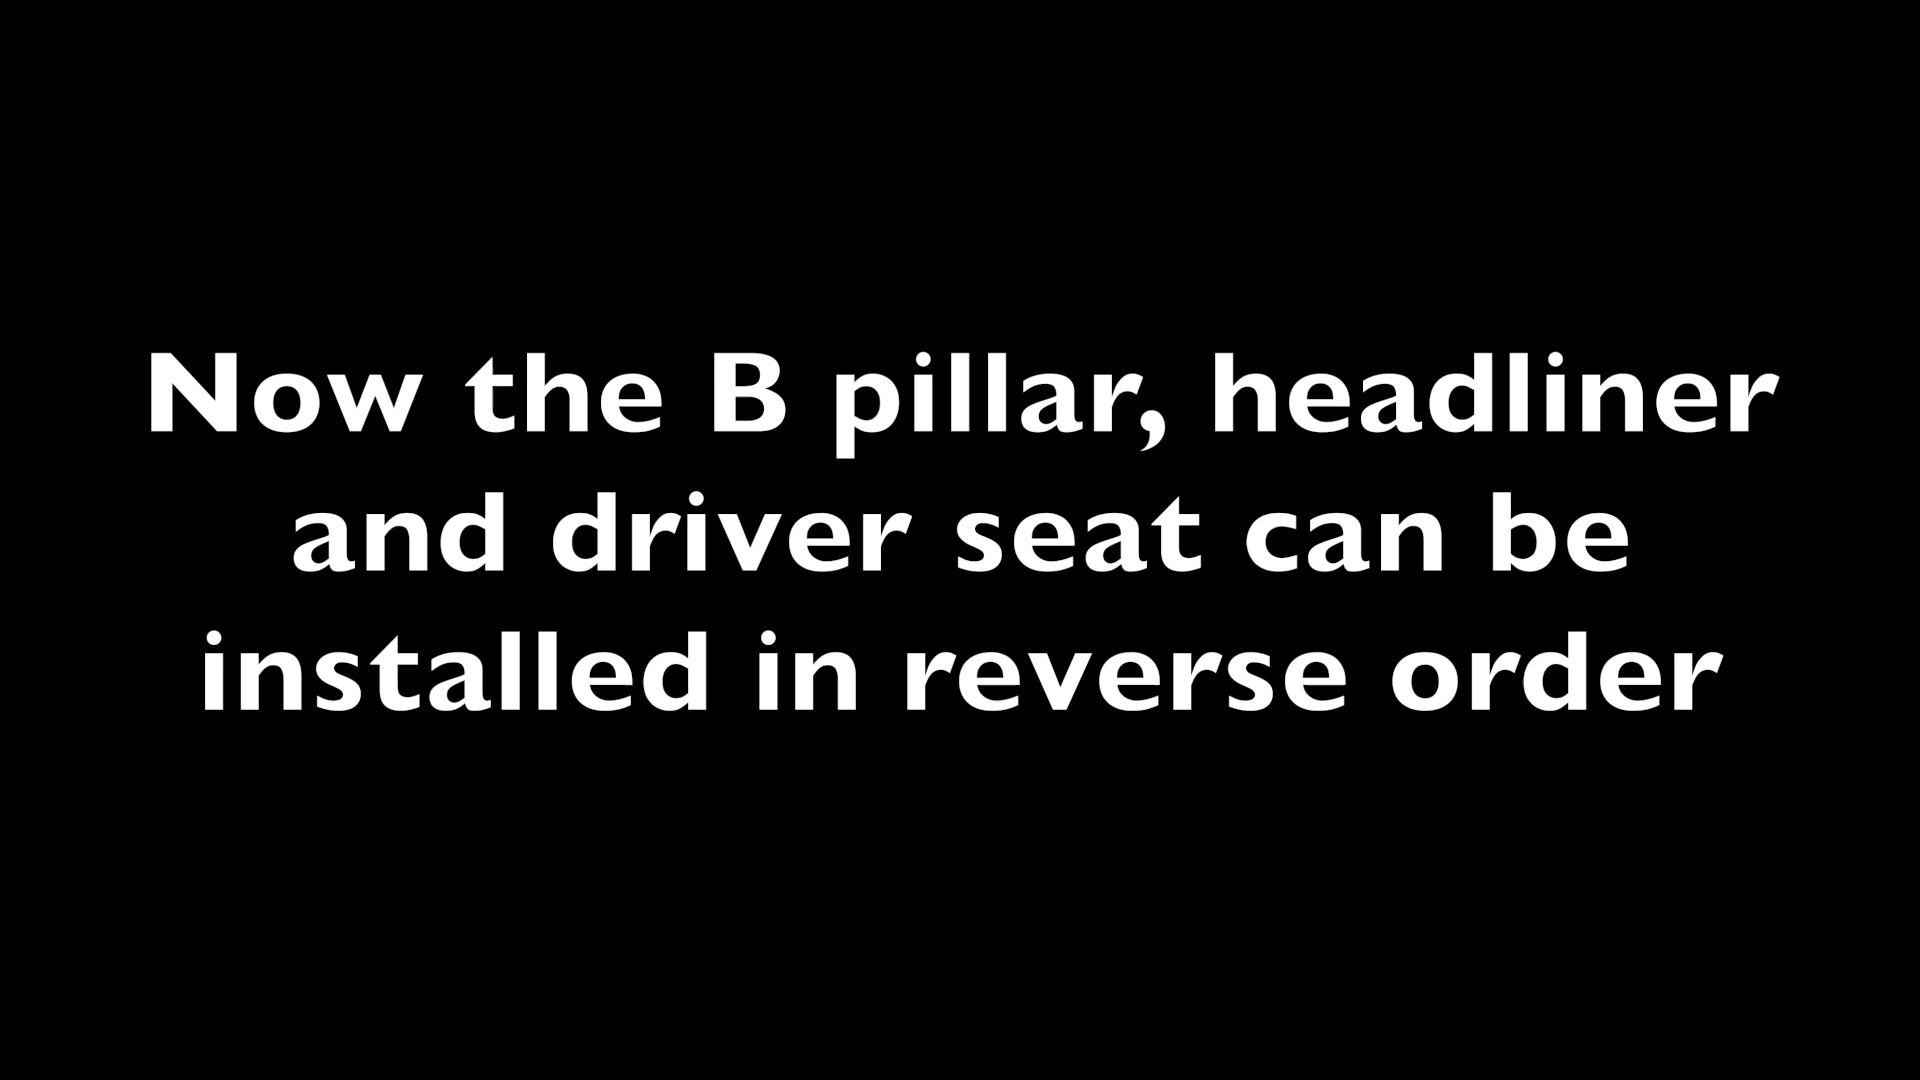 Now the B pillar, headliner
and driver seat can be
installed in reverse order